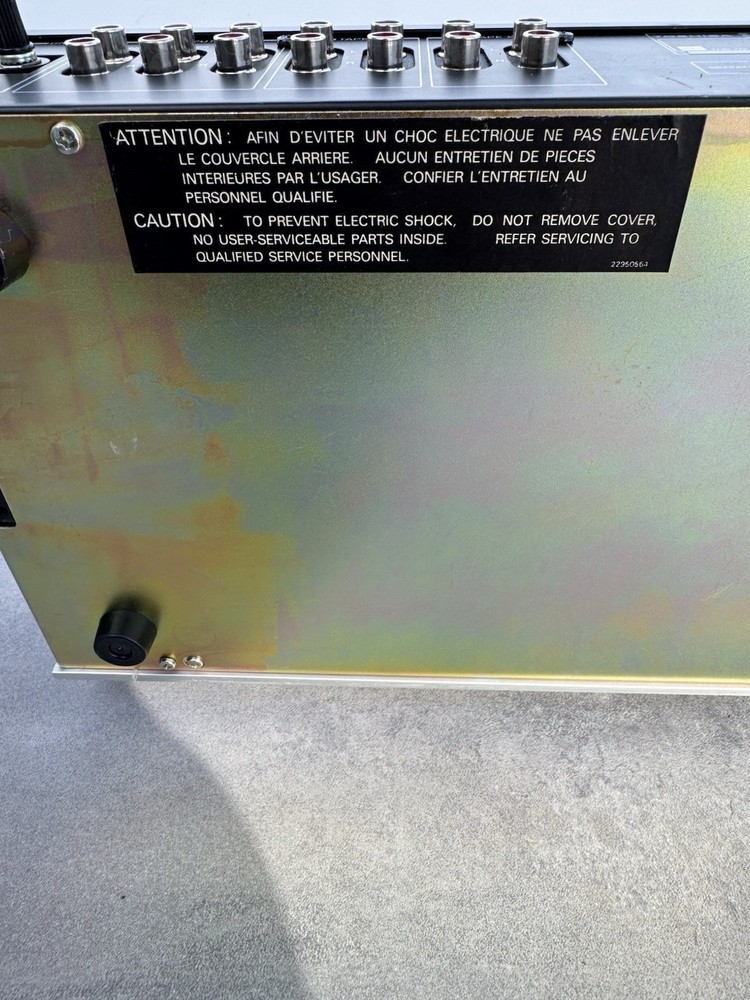 ATTENTION : AFIN D'EVITER UN CHOC ELECTRIQUE NE PAS ENLEVER
LE COUVERCLE ARRIERE. AUCUN ENTRETIEN DE PIECES
INTERIEURES PAR L'USAGER. CONFIER L'ENTRETIEN AU
PERSONNEL QUALIFIE.
CAUTION : TO PREVENT ELECTRIC SHOCK, DO NOT REMOVE COVER,
NO USER-SERVICEABLE PARTS INSIDE. REFER SERVICING TO
QUALIFIED SERVICE PERSONNEL.